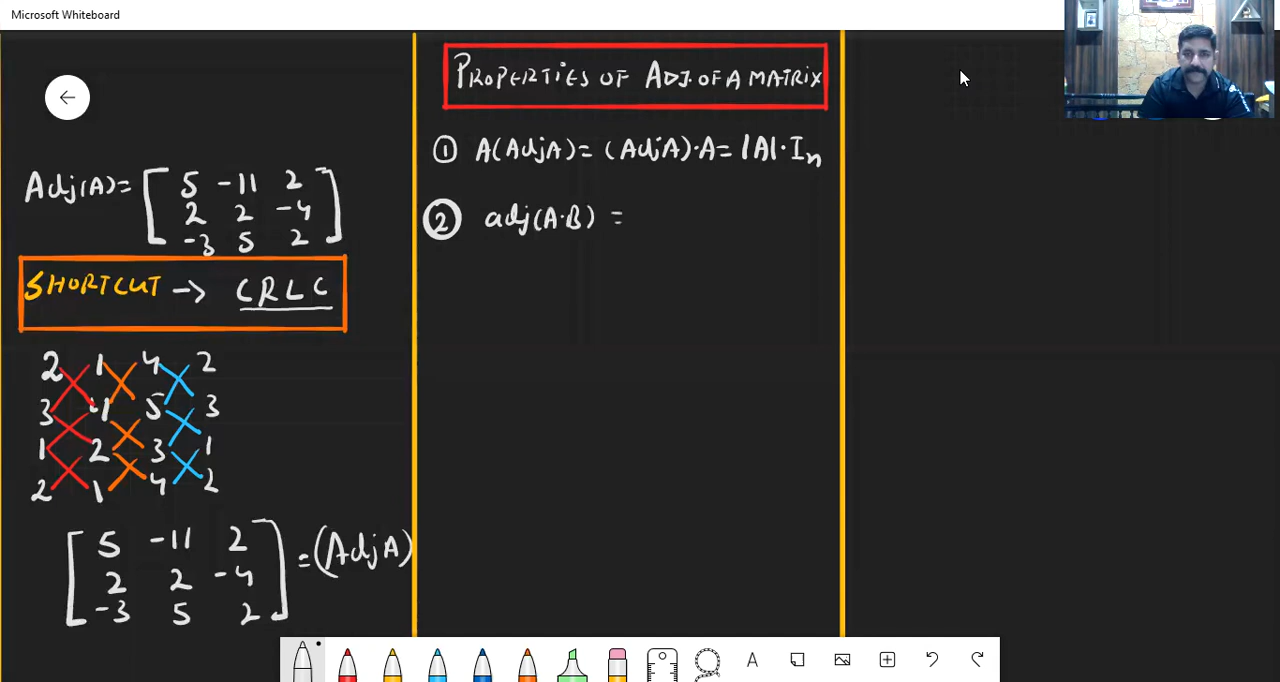 Microsoft Whiteboard
Adj(A)= [ 5 -11 2
2 2 -4
-3 5 2 ]
SHORTCUT -> CRLC
2 1 4 2
3 4 5 3
1 2 3 1
2 1 4 2
[ 5 -11 2
2 2 -4
-3 5 2 ] = (AdjA)
PROPERTIES OF ADJ. OF A MATRIX
① A(AdjA) = (AdjA)·A = |A|·Iₙ
② adj(A·B) =
A